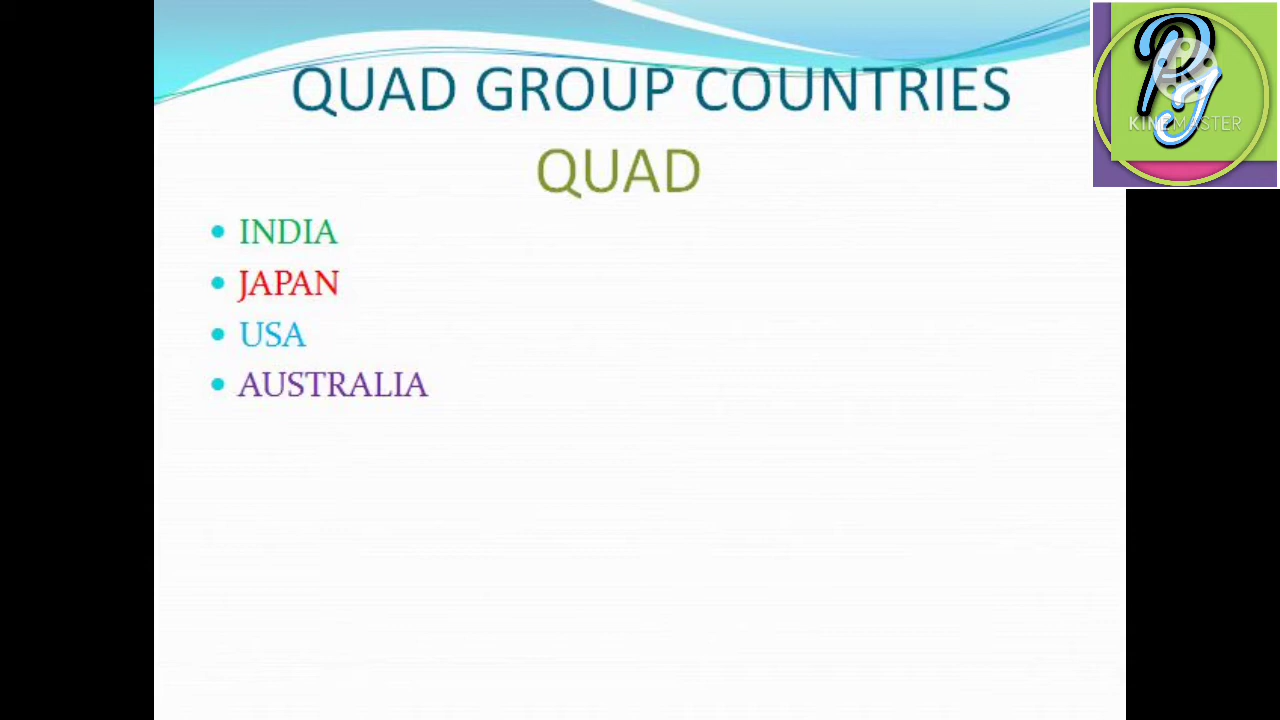 QUAD GROUP COUNTRIES
QUAD
INDIA
JAPAN
USA
AUSTRALIA
KINEMASTER